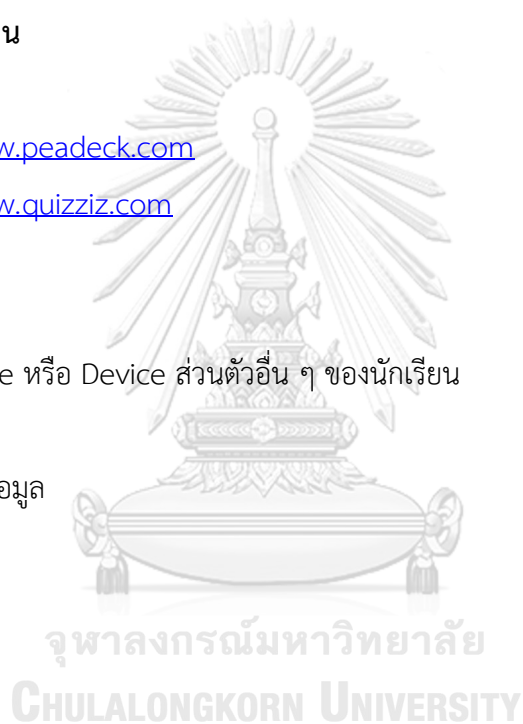 น
w.peadeck.com
w.quizziz.com
e หรือ Device ส่วนตัวอื่น ๆ ของนักเรียน
อมูล
จุฬาลงกรณ์มหาวิทยาลัย
CHULALONGKORN UNIVERSITY